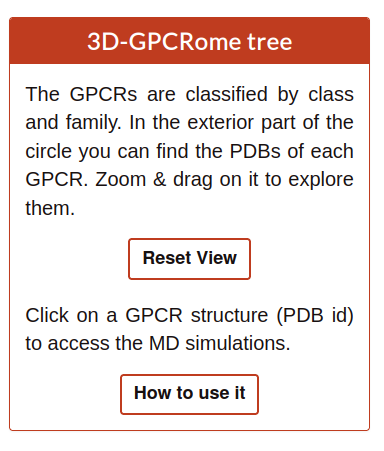 3D-GPCRome tree
The GPCRs are classified by class
and family. In the exterior part of the
circle you can find the PDBs of each
GPCR. Zoom & drag on it to explore
them.
Reset View
Click on a GPCR structure (PDB id)
to access the MD simulations.
How to use it